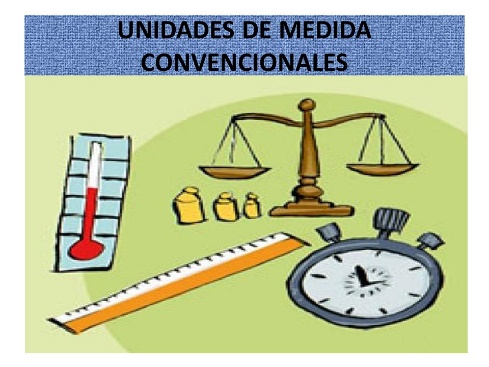 UNIDADES DE MEDIDA
CONVENCIONALES